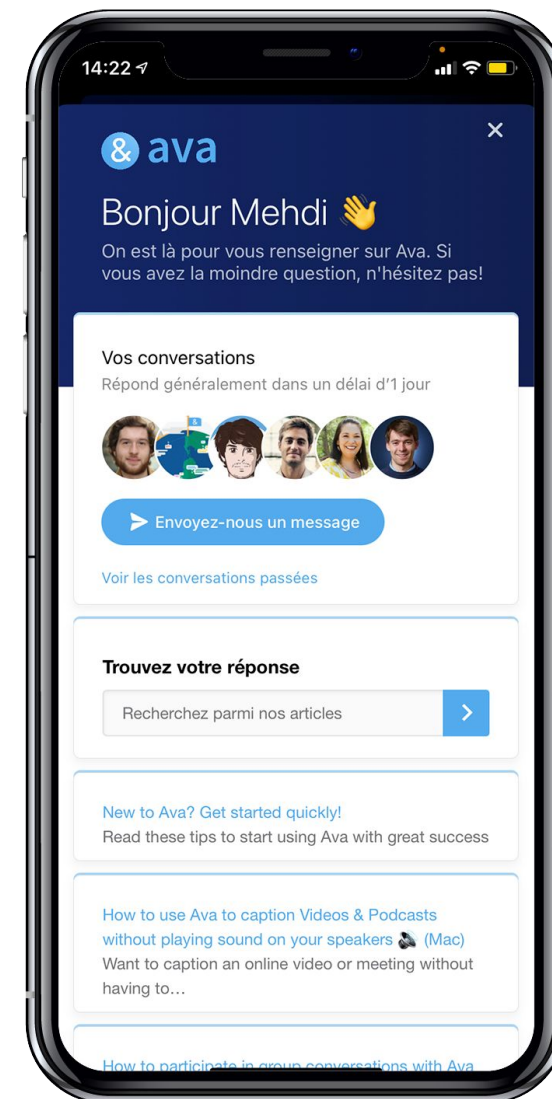 14:22
& ava
Bonjour Mehdi 👋
On est là pour vous renseigner sur Ava. Si
vous avez la moindre question, n'hésitez pas!
Vos conversations
Répond généralement dans un délai d'1 jour
Envoyez-nous un message
Voir les conversations passées
Trouvez votre réponse
Recherchez parmi nos articles
New to Ava? Get started quickly!
Read these tips to start using Ava with great success
How to use Ava to caption Videos & Podcasts
without playing sound on your speakers 🔊 (Mac)
Want to caption an online video or meeting without
having to…
How to participate in group conversations with Ava